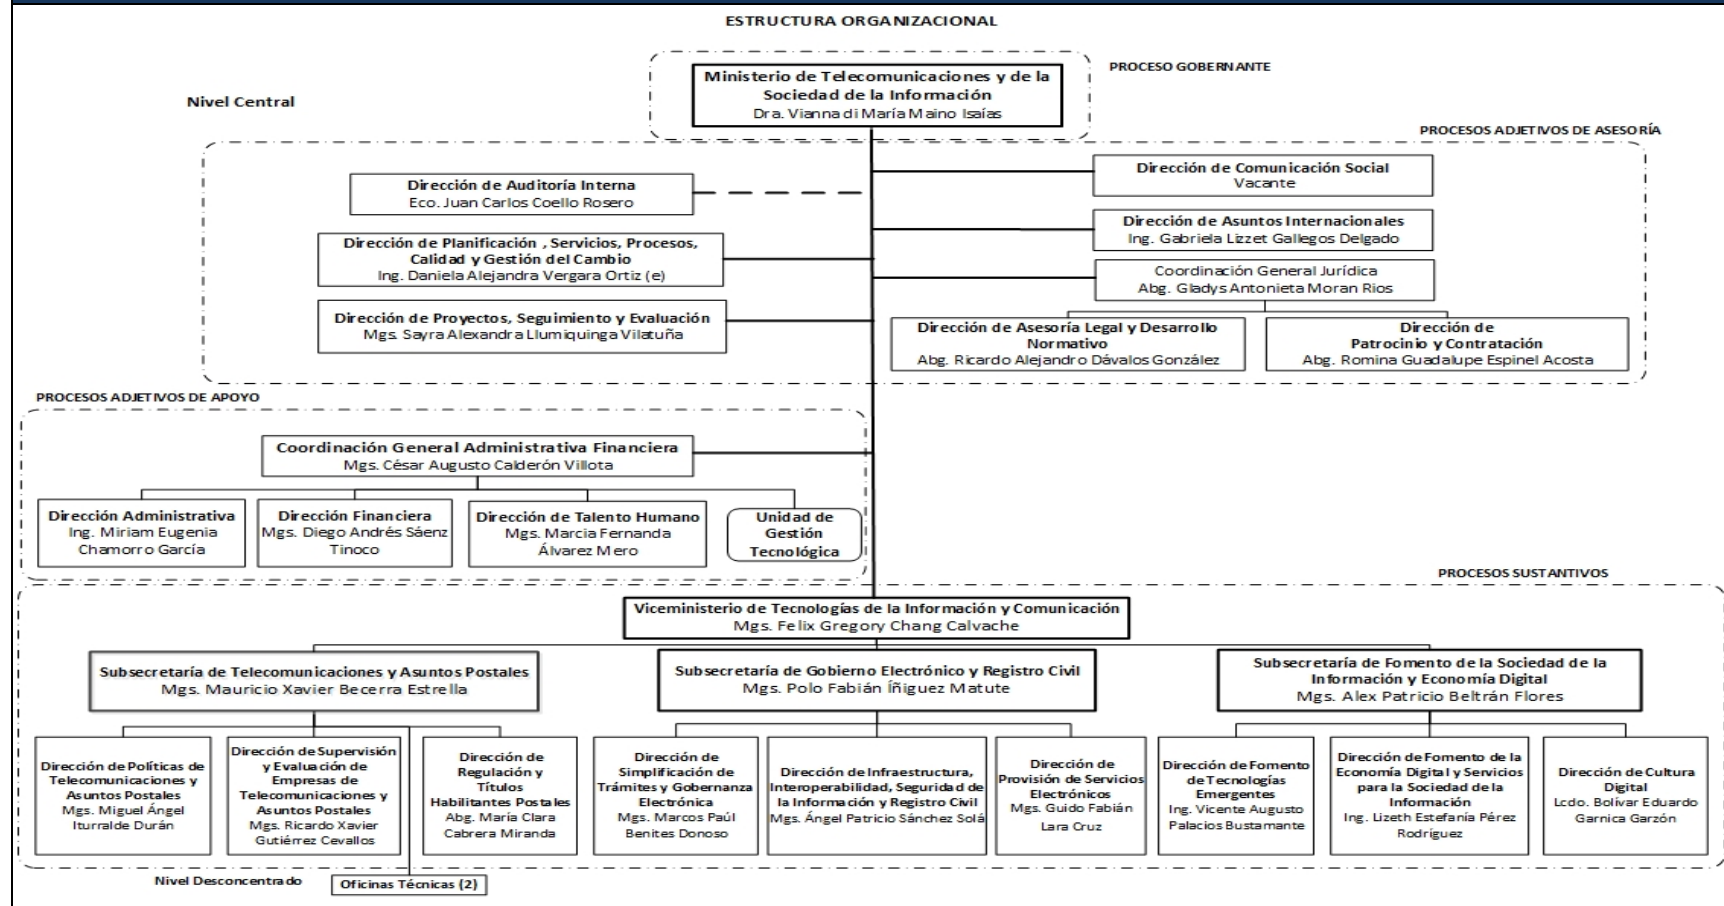 ESTRUCTURA ORGANIZACIONAL
PROCESO GOBERNANTE
Ministerio de Telecomunicaciones y de la
Sociedad de la Información
Dra. Vianna di María Maino Isaías
Nivel Central
PROCESOS ADJETIVOS DE ASESORÍA
Dirección de Auditoría Interna
Eco. Juan Carlos Coello Rosero
Dirección de Planificación , Servicios, Procesos,
Calidad y Gestión del Cambio
Ing. Daniela Alejandra Vergara Ortiz (e)
Dirección de Proyectos, Seguimiento y Evaluación
Mgs. Sayra Alexandra Llumiquinga Vilatuña
Dirección de Comunicación Social
Vacante
Dirección de Asuntos Internacionales
Ing. Gabriela Lizzet Gallegos Delgado
Coordinación General Jurídica
Abg. Gladys Antonieta Moran Rios
Dirección de Asesoría Legal y Desarrollo
Normativo
Abg. Ricardo Alejandro Dávalos González
Dirección de
Patrocinio y Contratación
Abg. Romina Guadalupe Espinel Acosta
PROCESOS ADJETIVOS DE APOYO
Coordinación General Administrativa Financiera
Mgs. César Augusto Calderón Villota
Dirección Administrativa
Ing. Miriam Eugenia
Chamorro García
Dirección Financiera
Mgs. Diego Andrés Sáenz
Tinoco
Dirección de Talento Humano
Mgs. Marcia Fernanda
Álvarez Mero
Unidad de
Gestión
Tecnológica
PROCESOS SUSTANTIVOS
Viceministerio de Tecnologías de la Información y Comunicación
Mgs. Felix Gregory Chang Calvache
Subsecretaría de Telecomunicaciones y Asuntos Postales
Mgs. Mauricio Xavier Becerra Estrella
Subsecretaría de Gobierno Electrónico y Registro Civil
Mgs. Polo Fabián Íñiguez Matute
Subsecretaría de Fomento de la Sociedad de la
Información y Economía Digital
Mgs. Alex Patricio Beltrán Flores
Dirección de Políticas de
Telecomunicaciones y
Asuntos Postales
Mgs. Miguel Ángel
Iturralde Durán
Dirección de Supervisión
y Evaluación de
Empresas de
Telecomunicaciones y
Asuntos Postales
Mgs. Ricardo Xavier
Gutiérrez Cevallos
Dirección de
Regulación y
Títulos
Habilitantes Postales
Abg. María Clara
Cabrera Miranda
Dirección de
Simplificación de
Trámites y Gobernanza
Electrónica
Mgs. Marcos Paúl
Benites Donoso
Dirección de Infraestructura,
Interoperabilidad, Seguridad de
la Información y Registro Civil
Mgs. Ángel Patricio Sánchez Solá
Dirección de
Provisión de Servicios
Electrónicos
Mgs. Guido Fabián
Lara Cruz
Dirección de Fomento
de Tecnologías
Emergentes
Ing. Vicente Augusto
Palacios Bustamante
Dirección de Fomento de la
Economía Digital y Servicios
para la Sociedad de la
Información
Ing. Lizeth Estefanía Pérez
Rodríguez
Dirección de Cultura
Digital
Lcdo. Bolívar Eduardo
Garnica Garzón
Nivel Desconcentrado
Oficinas Técnicas (2)